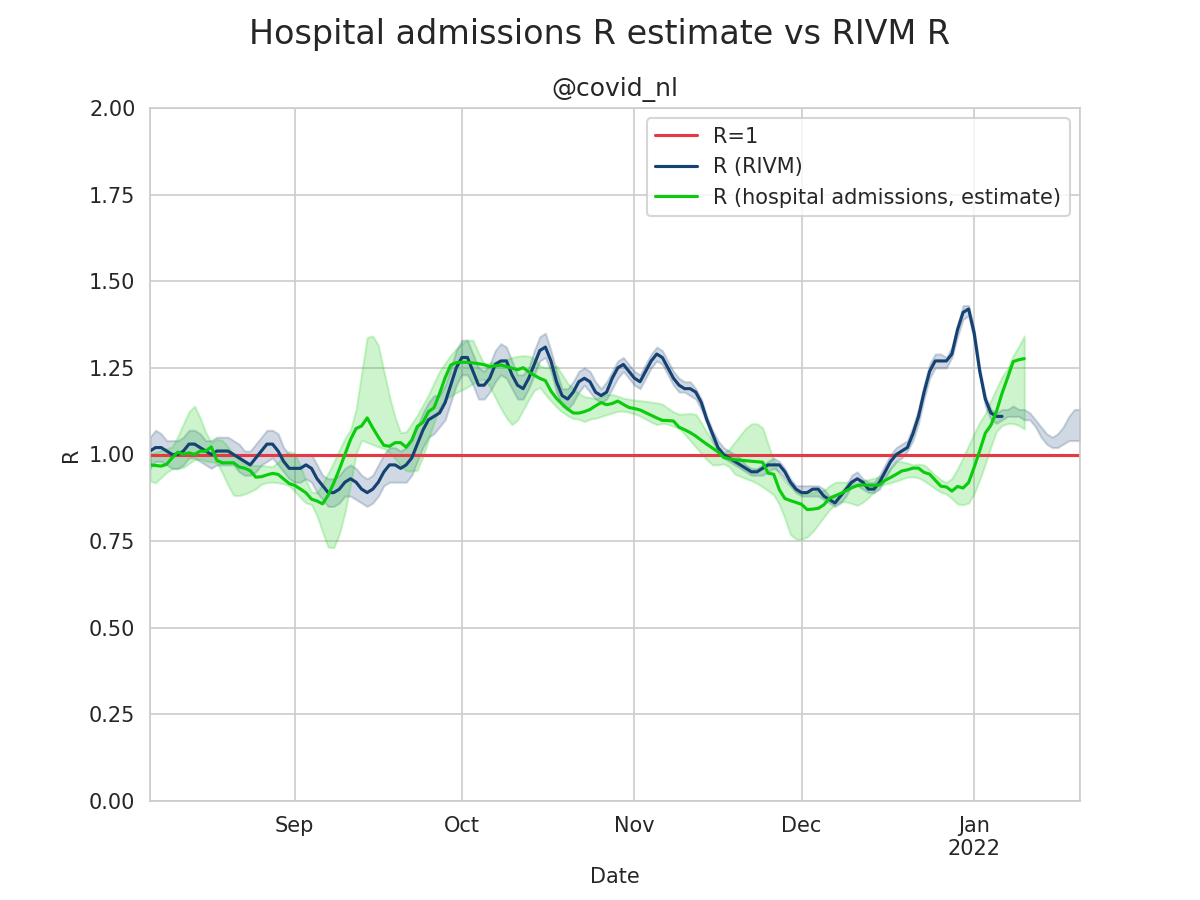 Hospital admissions R estimate vs RIVM R
@covid_nl
R=1
R (RIVM)
R (hospital admissions, estimate)
2.00
1.75
1.50
1.25
1.00
0.75
0.50
0.25
0.00
R
Sep
Oct
Nov
Dec
Jan
2022
Date